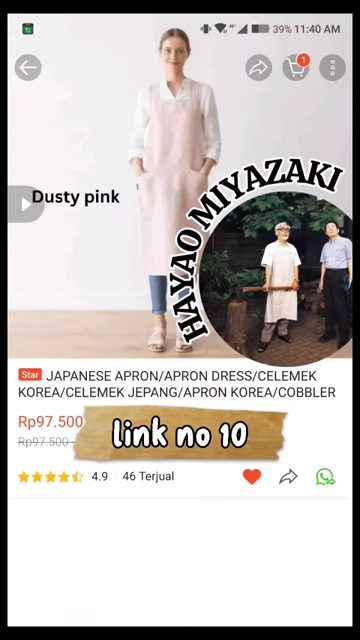 39% 11:40 AM
1
Dusty pink
HAYAO MIYAZAKI
Star JAPANESE APRON/APRON DRESS/CELEMEK
KOREA/CELEMEK JEPANG/APRON KOREA/COBBLER
Rp97.500
Rp97.500
link no 10
4.9 46 Terjual